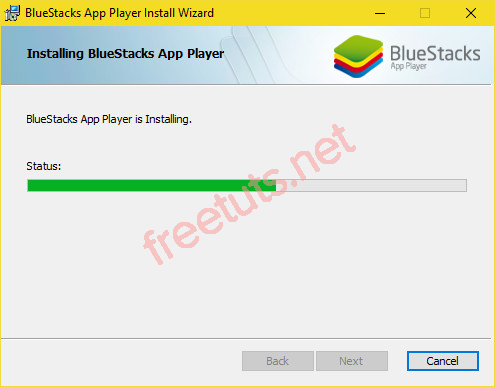 BlueStacks App Player Install Wizard
Installing BlueStacks App Player
BlueStacks
App Player
BlueStacks App Player is Installing.
Status:
freetuts.net
Back
Next
Cancel